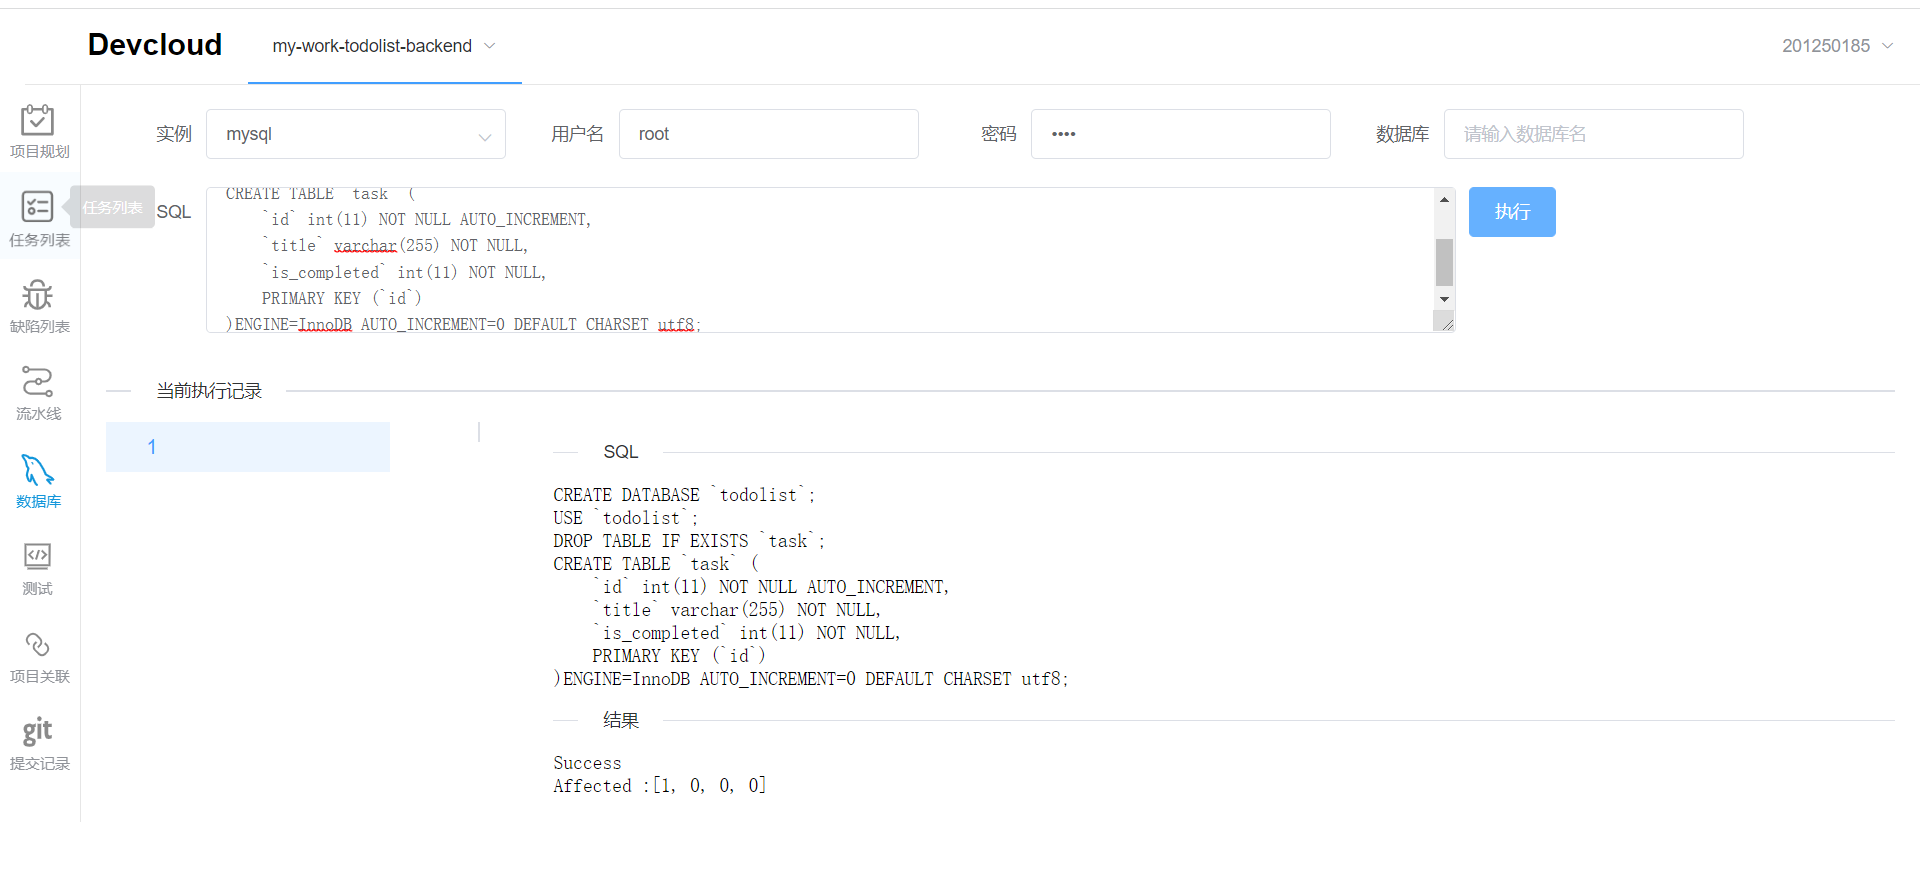 Devcloud
my-work-todolist-backend
201250185
项目规划
任务列表
任务列表
缺陷列表
流水线
数据库
测试
项目关联
git
提交记录
实例 mysql 用户名 root 密码 •••• 数据库 请输入数据库名
SQL
CREATE TABLE `task` (
`id` int(11) NOT NULL AUTO_INCREMENT,
`title` varchar(255) NOT NULL,
`is_completed` int(11) NOT NULL,
PRIMARY KEY (`id`)
)ENGINE=InnoDB AUTO_INCREMENT=0 DEFAULT CHARSET utf8;
执行
当前执行记录
1
SQL
CREATE DATABASE `todolist`;
USE `todolist`;
DROP TABLE IF EXISTS `task`;
CREATE TABLE `task` (
`id` int(11) NOT NULL AUTO_INCREMENT,
`title` varchar(255) NOT NULL,
`is_completed` int(11) NOT NULL,
PRIMARY KEY (`id`)
)ENGINE=InnoDB AUTO_INCREMENT=0 DEFAULT CHARSET utf8;
结果
Success
Affected :[1, 0, 0, 0]